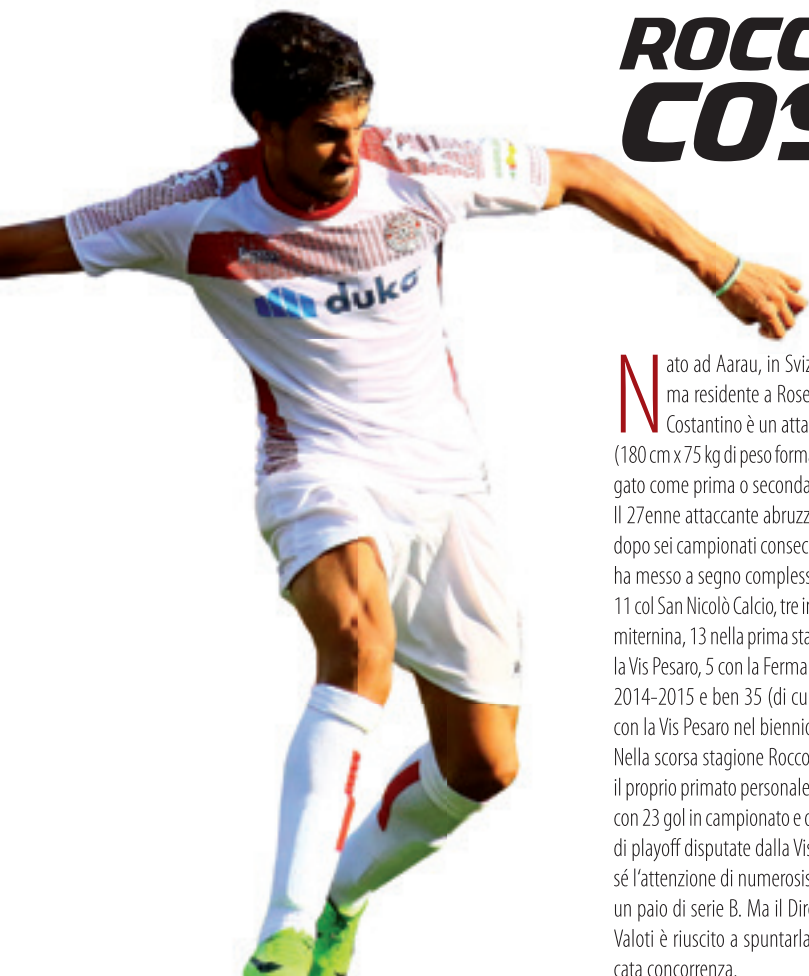 ROCC
COS
duka
Nato ad Aarau, in Sviz
ma residente a Rose
Costantino è un atta
(180 cm x 75 kg di peso forma
gato come prima o seconda
Il 27enne attaccante abruzz
dopo sei campionati consec
ha messo a segno compless
11 col San Nicolò Calcio, tre in
miternina, 13 nella prima sta
la Vis Pesaro, 5 con la Ferma
2014-2015 e ben 35 (di cu
con la Vis Pesaro nel biennio
Nella scorsa stagione Rocco
il proprio primato personale
con 23 gol in campionato e d
di playoff disputate dalla Vis
sé l'attenzione di numerosis
un paio di serie B. Ma il Dire
Valoti è riuscito a spuntarla
cata concorrenza.